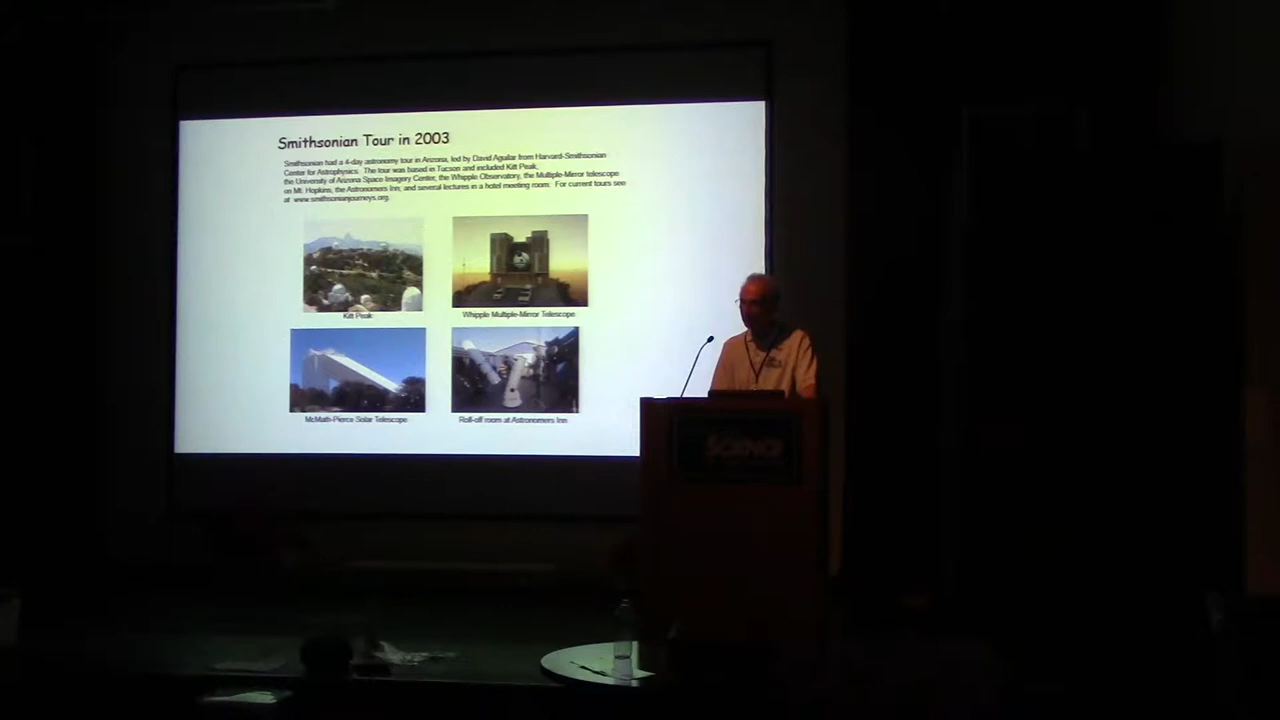 Smithsonian Tour in 2003
Smithsonian had a 4-day astronomy tour in Arizona, led by David Aguilar from Harvard-Smithsonian
Center for Astrophysics. The tour was based in Tucson and included Kitt Peak,
the University of Arizona Space Imagery Center, the Whipple Observatory, the Multiple-Mirror telescope
on Mt. Hopkins, the Astronomers Inn, and several lectures in a hotel meeting room. For current tours see
at www.smithsonianjourneys.org.
Kitt Peak
Whipple Multiple-Mirror Telescope
McMath-Pierce Solar Telescope
Roll-off room at Astronomers Inn
SCIENCE